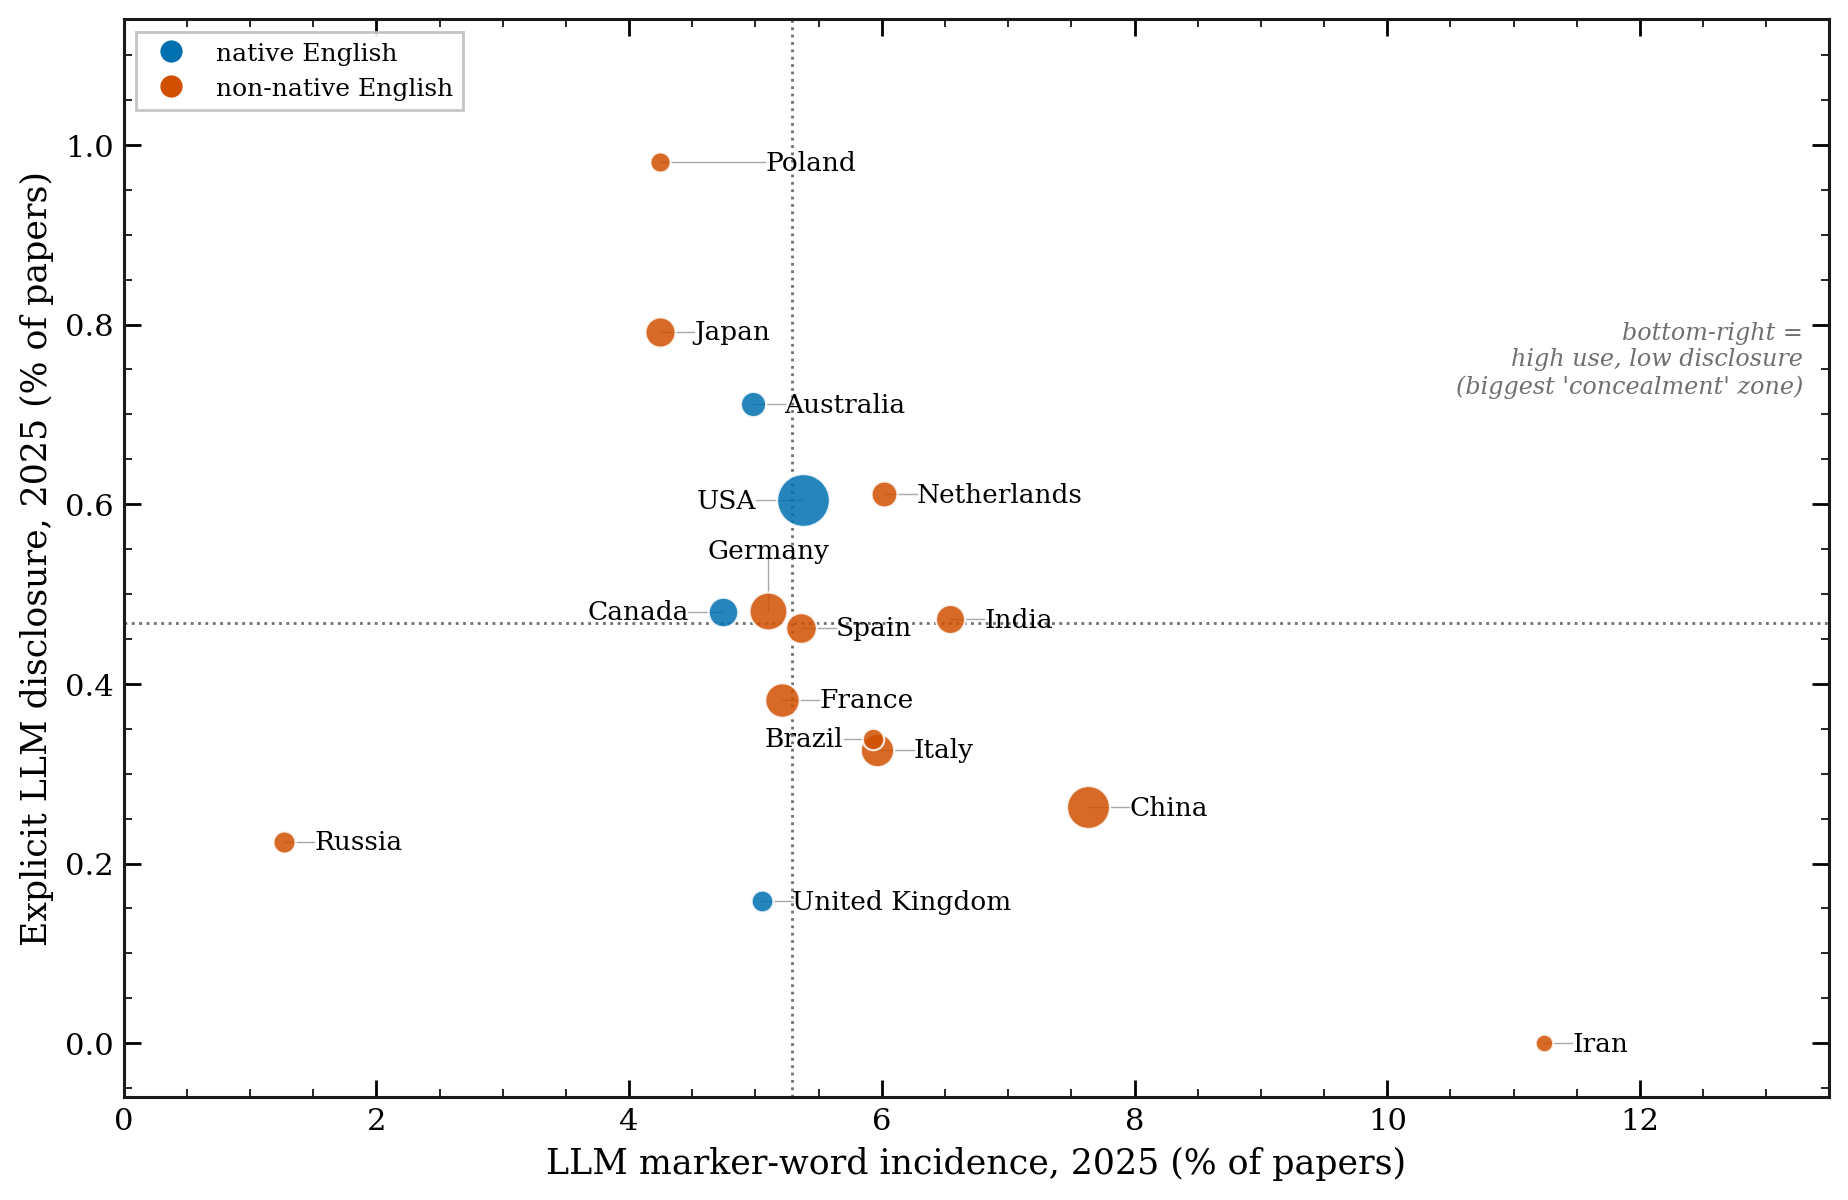 native English
non-native English
1.0
0.8
0.6
0.4
0.2
0.0
Explicit LLM disclosure, 2025 (% of papers)
Poland
Japan
bottom-right =
high use, low disclosure
(biggest 'concealment' zone)
Australia
USA
Netherlands
Germany
Canada
Spain
India
France
Brazil
Italy
China
Russia
United Kingdom
Iran
0
2
4
6
8
10
12
LLM marker-word incidence, 2025 (% of papers)